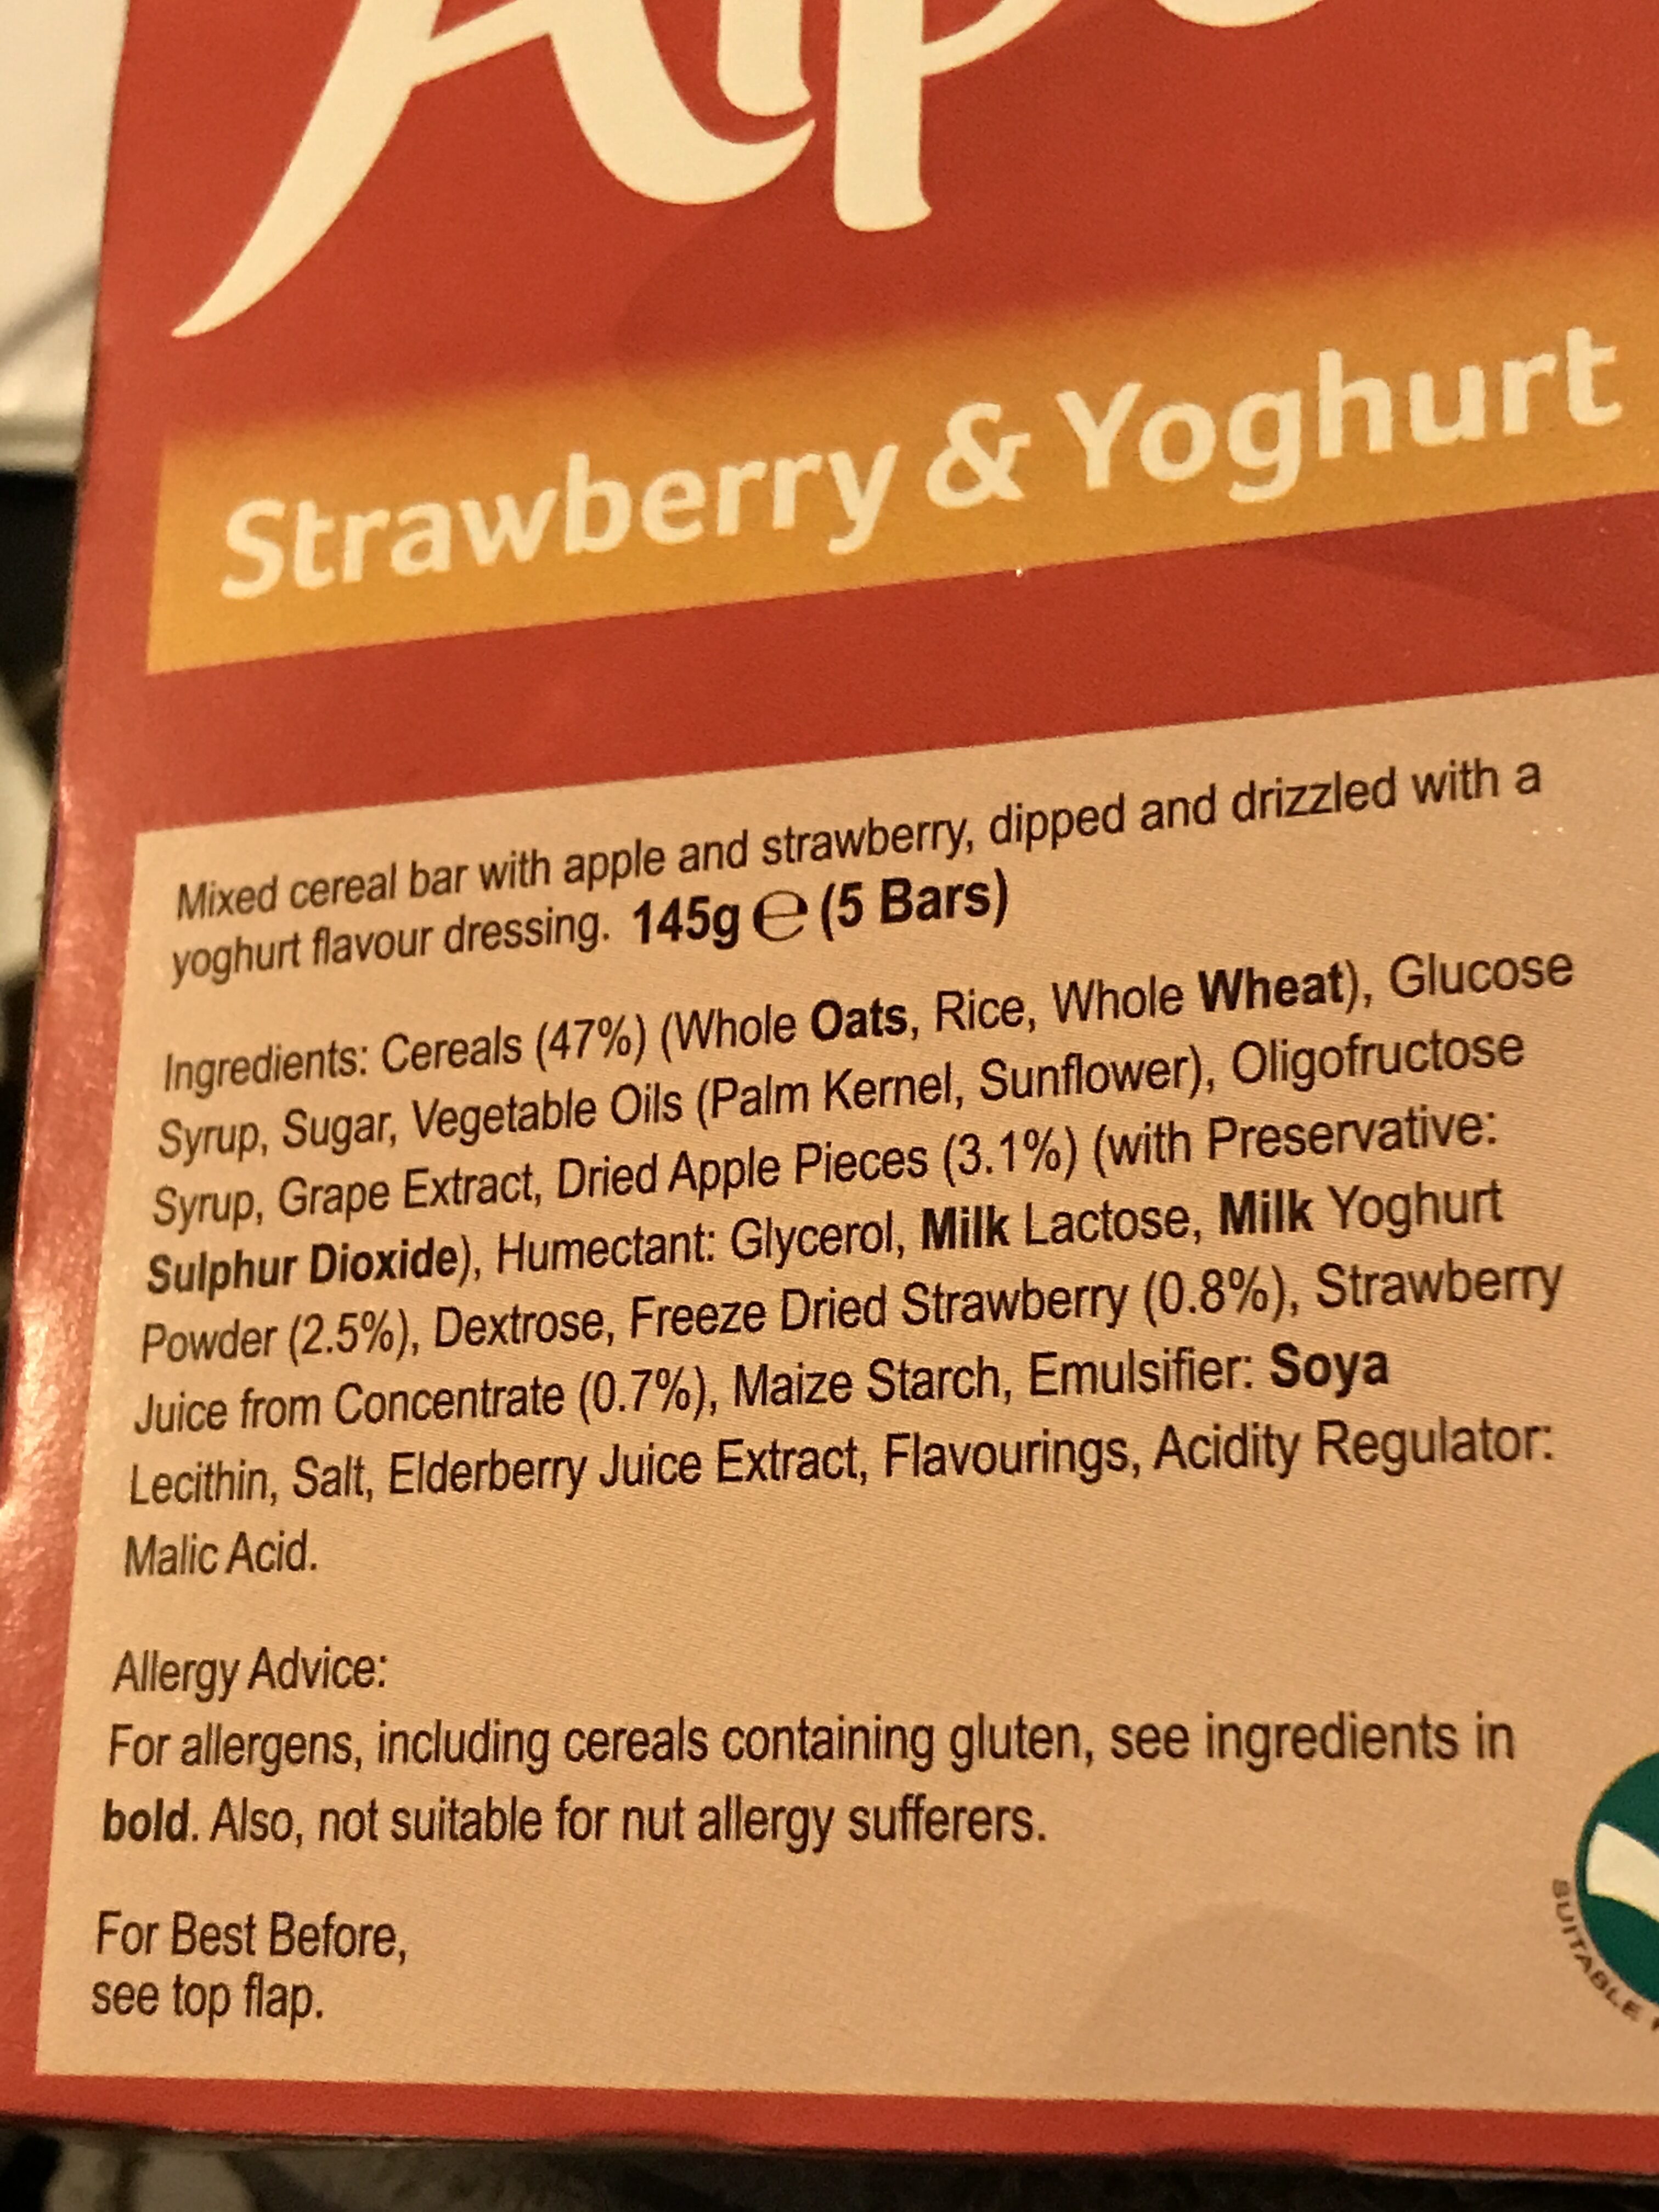 Alpe
Strawberry & Yoghurt
Mixed cereal bar with apple and strawberry, dipped and drizzled with a
yoghurt flavour dressing. 145g ℮ (5 Bars)
Ingredients: Cereals (47%) (Whole Oats, Rice, Whole Wheat), Glucose
Syrup, Sugar, Vegetable Oils (Palm Kernel, Sunflower), Oligofructose
Syrup, Grape Extract, Dried Apple Pieces (3.1%) (with Preservative:
Sulphur Dioxide), Humectant: Glycerol, Milk Lactose, Milk Yoghurt
Powder (2.5%), Dextrose, Freeze Dried Strawberry (0.8%), Strawberry
Juice from Concentrate (0.7%), Maize Starch, Emulsifier: Soya
Lecithin, Salt, Elderberry Juice Extract, Flavourings, Acidity Regulator:
Malic Acid.
Allergy Advice:
For allergens, including cereals containing gluten, see ingredients in
bold. Also, not suitable for nut allergy sufferers.
For Best Before,
see top flap.
SUITABLE